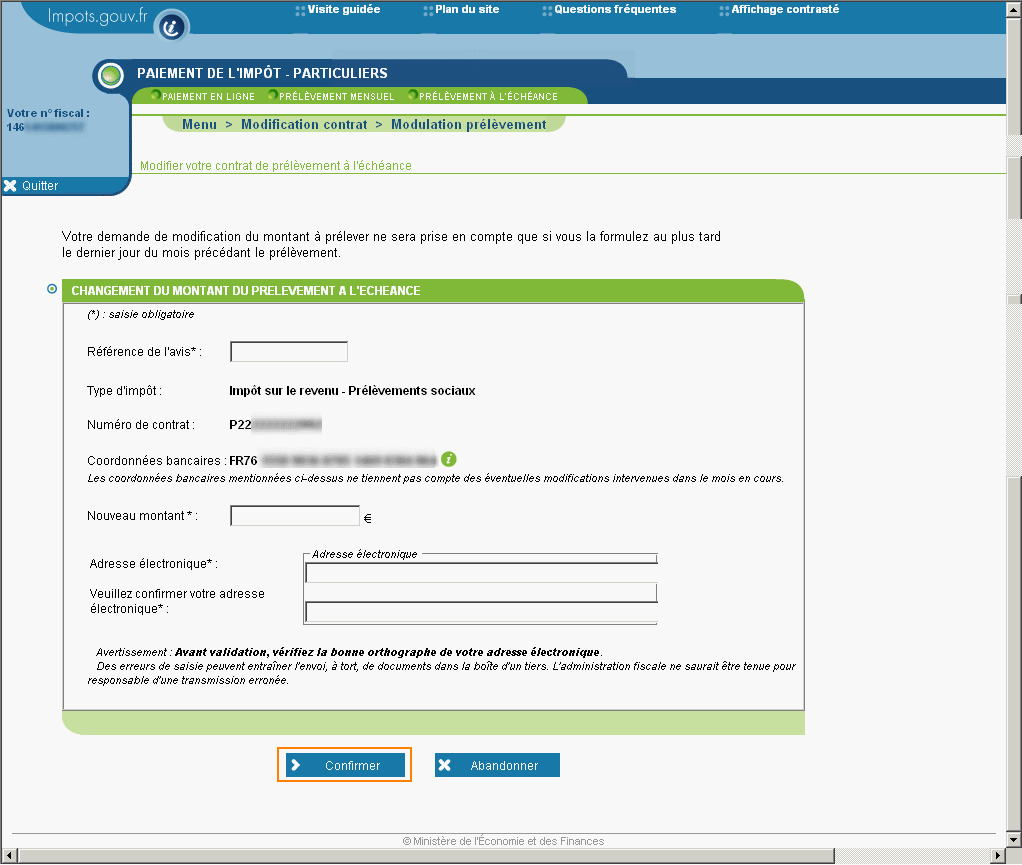 Impots.gouv.fr
Visite guidée
Plan du site
Questions fréquentes
Affichage contrasté
PAIEMENT DE L'IMPÔT - PARTICULIERS
PAIEMENT EN LIGNE
PRÉLÈVEMENT MENSUEL
PRÉLÈVEMENT À L'ÉCHÉANCE
Votre n° fiscal :
146
Menu > Modification contrat > Modulation prélèvement
Modifier votre contrat de prélèvement à l'échéance
Quitter
Votre demande de modification du montant à prélever ne sera prise en compte que si vous la formulez au plus tard
le dernier jour du mois précédant le prélèvement.
CHANGEMENT DU MONTANT DU PRELEVEMENT A L'ECHEANCE
(*) : saisie obligatoire
Référence de l'avis* :
Type d'impôt : Impôt sur le revenu - Prélèvements sociaux
Numéro de contrat : P22
Coordonnées bancaires : FR76
Les coordonnées bancaires mentionnées ci-dessus ne tiennent pas compte des éventuelles modifications intervenues dans le mois en cours.
Nouveau montant * : €
Adresse électronique
Adresse électronique* :
Veuillez confirmer votre adresse
électronique* :
Avertissement : Avant validation, vérifiez la bonne orthographe de votre adresse électronique.
Des erreurs de saisie peuvent entraîner l'envoi, à tort, de documents dans la boîte d'un tiers. L'administration fiscale ne saurait être tenue pour
responsable d'une transmission erronée.
Confirmer
Abandonner
© Ministère de l'Économie et des Finances